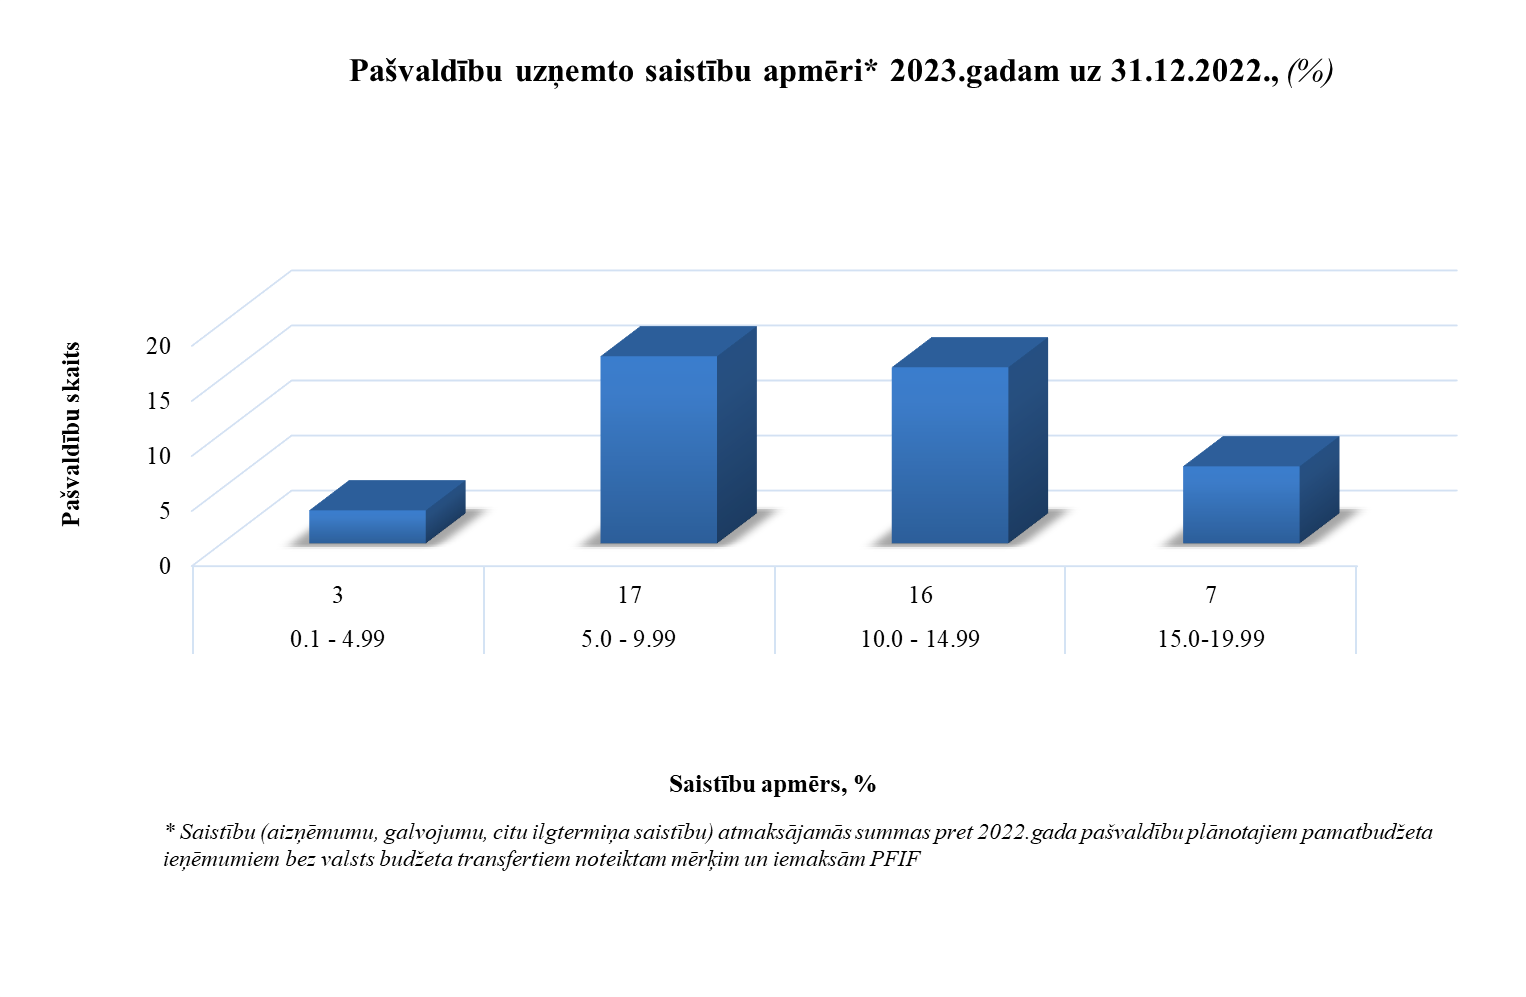 Pašvaldību uzņemto saistību apmēri* 2023.gadam uz 31.12.2022., (%)
Pašvaldību skaits
20
15
10
5
0
3 17 16 7
0.1 - 4.99 5.0 - 9.99 10.0 - 14.99 15.0-19.99
Saistību apmērs, %
* Saistību (aizņēmumu, galvojumu, citu ilgtermiņa saistību) atmaksājamās summas pret 2022.gada pašvaldību plānotajiem pamatbudžeta
ieņēmumiem bez valsts budžeta transfertiem noteiktam mērķim un iemaksām PFIF